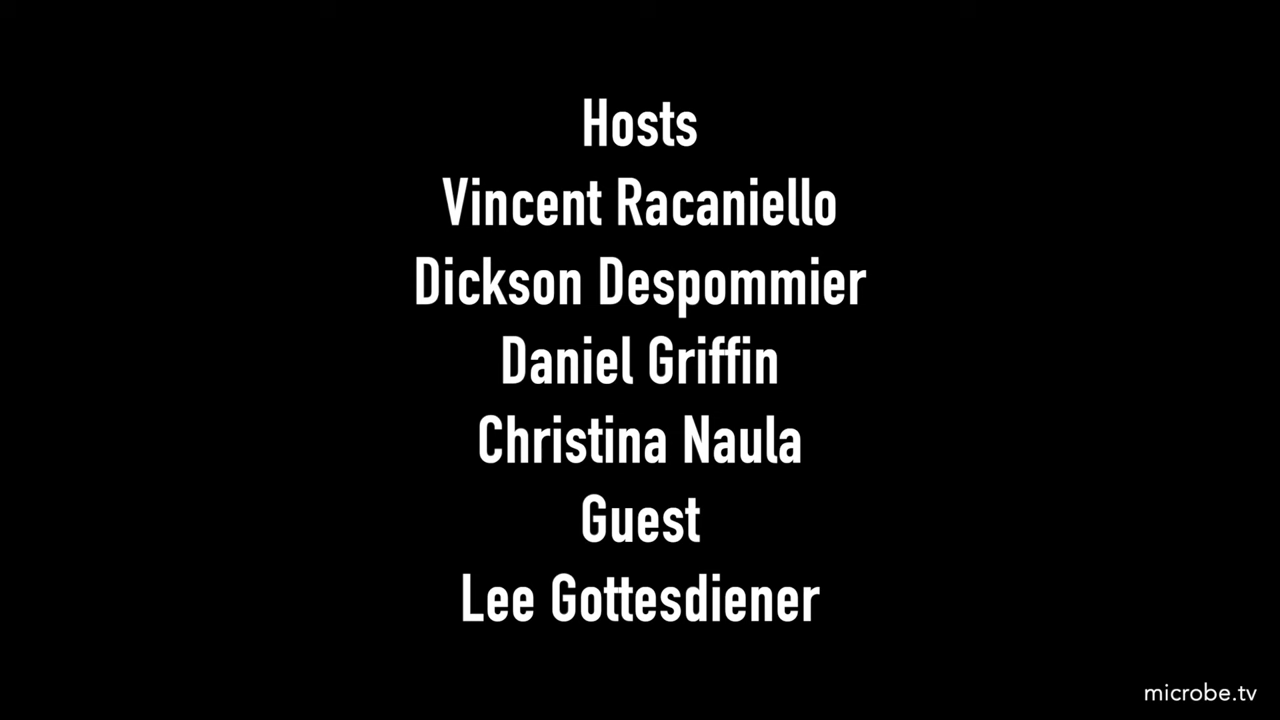 Hosts
Vincent Racaniello
Dickson Despommier
Daniel Griffin
Christina Naula
Guest
Lee Gottesdiener
microbe.tv